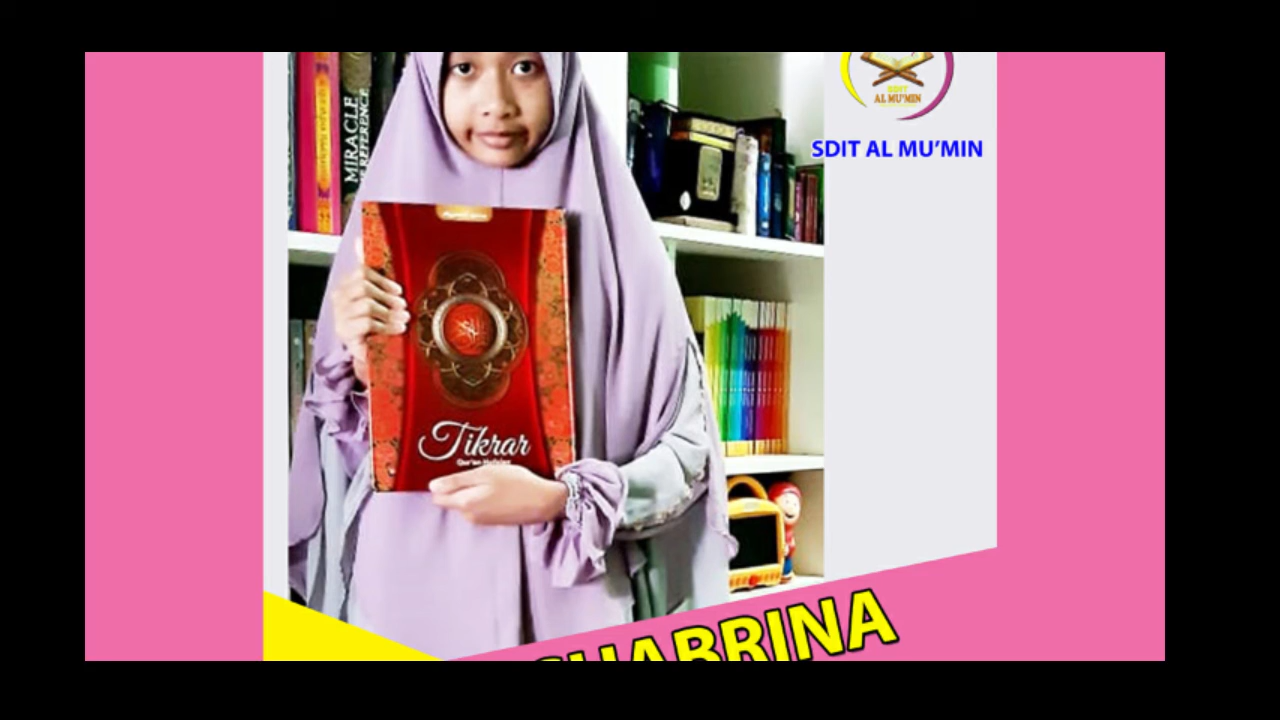 MIRACLE
REFERENCE
SDIT
AL MU'MIN
SDIT AL MU'MIN
Tikrar
SHABRINA